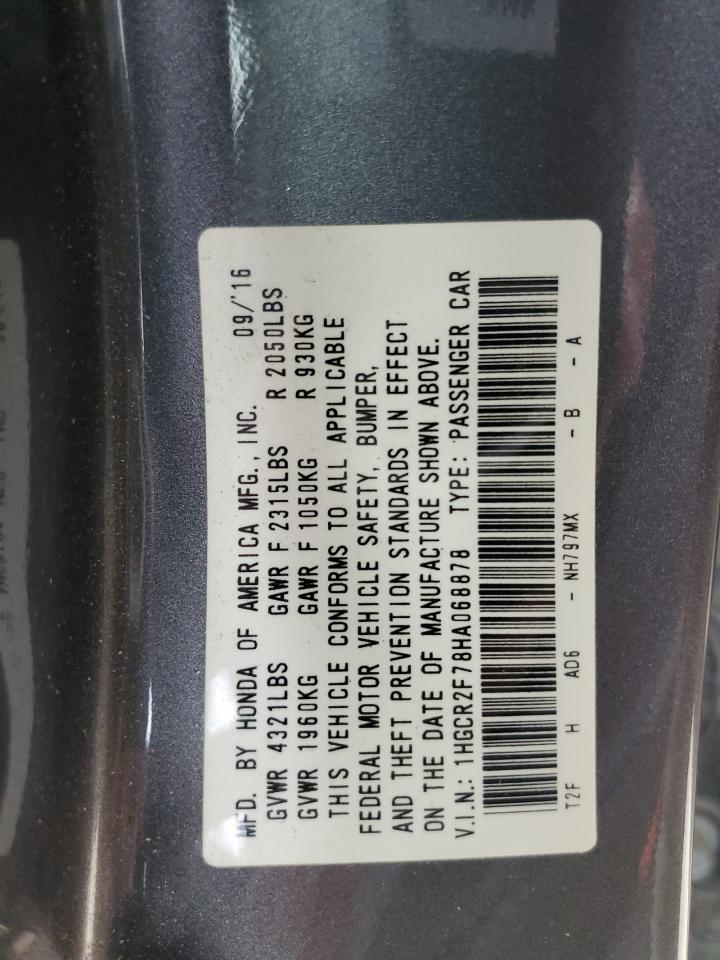 MFD. BY HONDA OF AMERICA MFG., INC. 09/'16
GVWR 4321LBS GAWR F 2315LBS R 2050LBS
GVWR 1960KG GAWR F 1050KG R 930KG
THIS VEHICLE CONFORMS TO ALL APPLICABLE
FEDERAL MOTOR VEHICLE SAFETY, BUMPER,
AND THEFT PREVENTION STANDARDS IN EFFECT
ON THE DATE OF MANUFACTURE SHOWN ABOVE.
V.I.N.: 1HGCR2F78HA068878 TYPE: PASSENGER CAR
T2F H AD6 - NH797MX - B - A